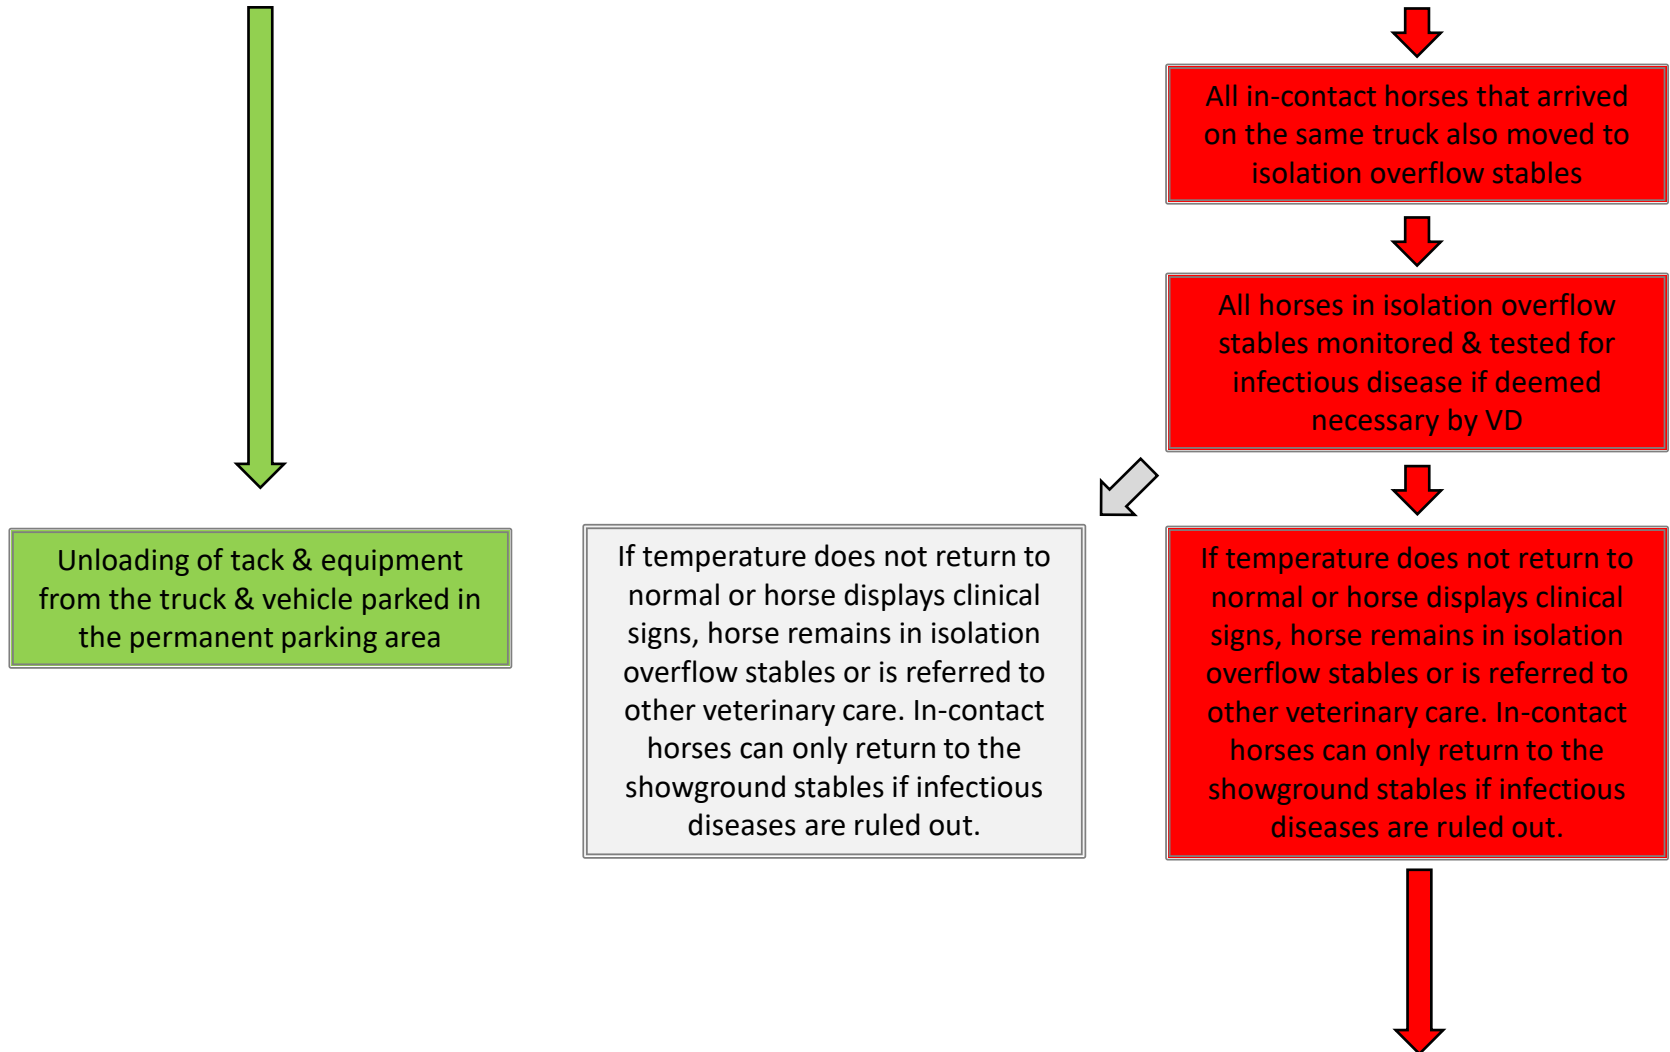 All in-contact horses that arrived
on the same truck also moved to
isolation overflow stables
All horses in isolation overflow
stables monitored & tested for
infectious disease if deemed
necessary by VD
Unloading of tack & equipment
from the truck & vehicle parked in
the permanent parking area
If temperature does not return to
normal or horse displays clinical
signs, horse remains in isolation
overflow stables or is referred to
other veterinary care. In-contact
horses can only return to the
showground stables if infectious
diseases are ruled out.
If temperature does not return to
normal or horse displays clinical
signs, horse remains in isolation
overflow stables or is referred to
other veterinary care. In-contact
horses can only return to the
showground stables if infectious
diseases are ruled out.